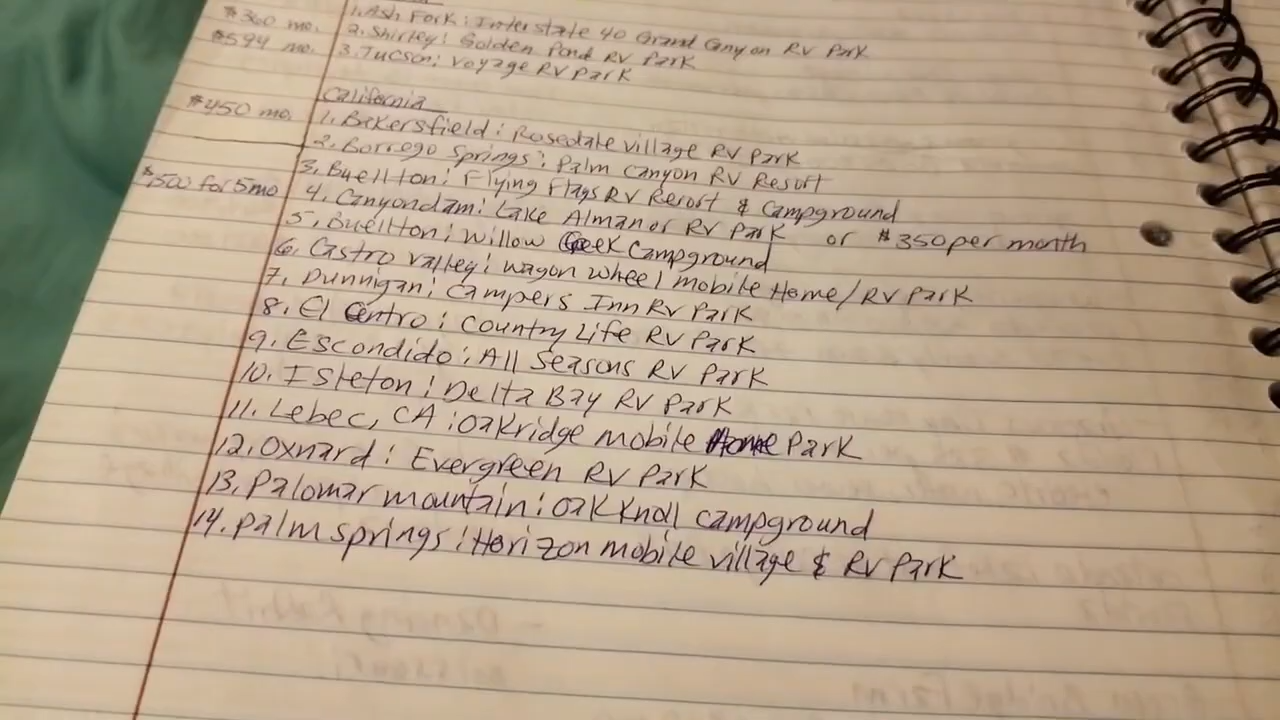 $360 mo. 1. Ash Fork: Interstate 40 Grand Canyon RV Park
$594 mo. 2. Shirley: Golden Pond RV Park
3. Tucson: Voyage RV Park
California
$450 mo. 1. Bakersfield: Rosedale village RV Park
2. Borrego Springs: Palm Canyon RV Resort
3. Buellton: Flying Flags RV Resort & Campground
$1500 for 5 mo 4. Canyondam: Lake Almanor RV Park or $350 per month
5. Buellton: Willow Creek Campground
6. Castro Valley: wagon wheel mobile Home/RV Park
7. Dunnigan: Campers Inn RV Park
8. El Centro: Country Life RV Park
9. Escondido: All Seasons RV Park
10. Isleton: Delta Bay RV Park
11. Lebec, CA: Oakridge mobile Home Park
12. Oxnard: Evergreen RV Park
13. Palomar mountain: Oak Knoll campground
14. palm springs: Horizon mobile village & RV Park